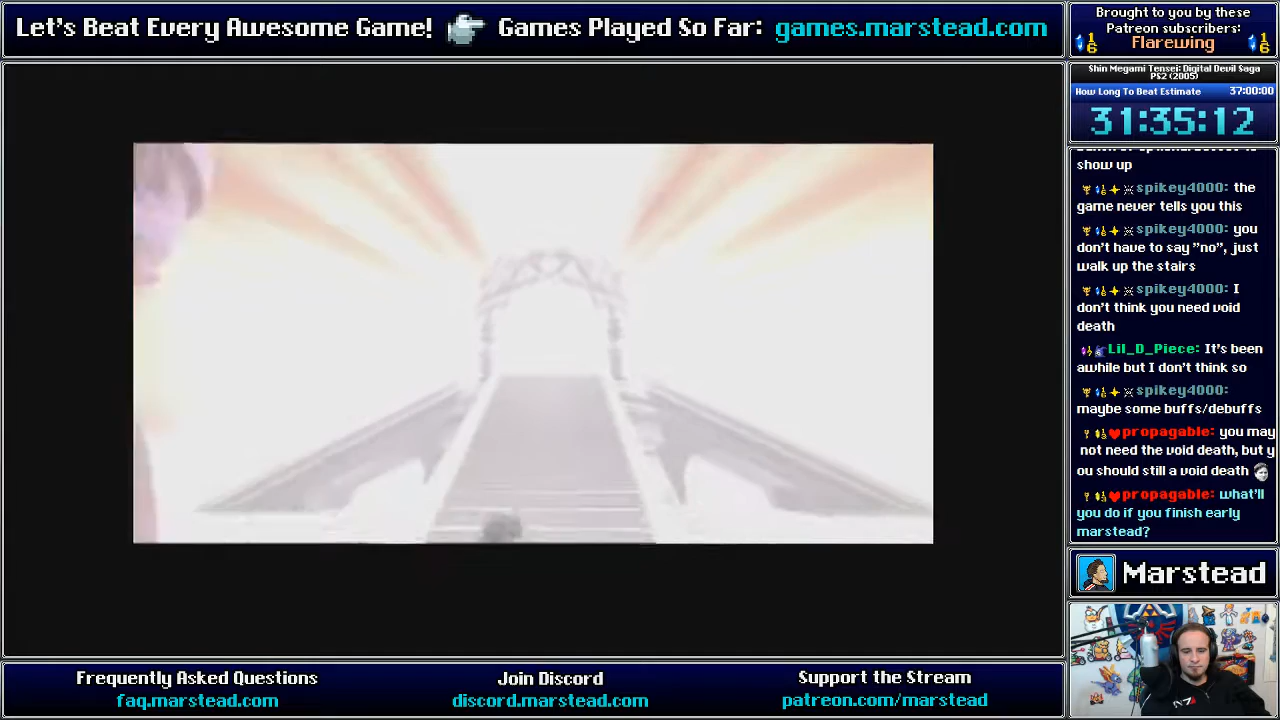 Let's Beat Every Awesome Game! Games Played So Far: games.marstead.com
Brought to you by these
Patreon subscribers:
Flarewing
Shin Megami Tensei: Digital Devil Saga
PS2 (2005)
How Long To Beat Estimate 37:00:00
31:35:12
show up
spikey4000: the
game never tells you this
spikey4000: you
don't have to say "no", just
walk up the stairs
spikey4000: I
don't think you need void
death
Lil_D_Piece: It's been
awhile but I don't think so
spikey4000:
maybe some buffs/debuffs
propagable: you may
not need the void death, but y
ou should still a void death
propagable: what'll
you do if you finish early
marstead?
Marstead
Frequently Asked Questions
faq.marstead.com
Join Discord
discord.marstead.com
Support the Stream
patreon.com/marstead